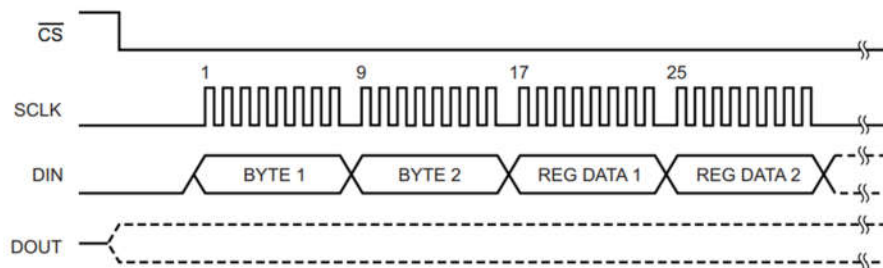 CS
1 9 17 25
SCLK
DIN BYTE 1 BYTE 2 REG DATA 1 REG DATA 2
DOUT